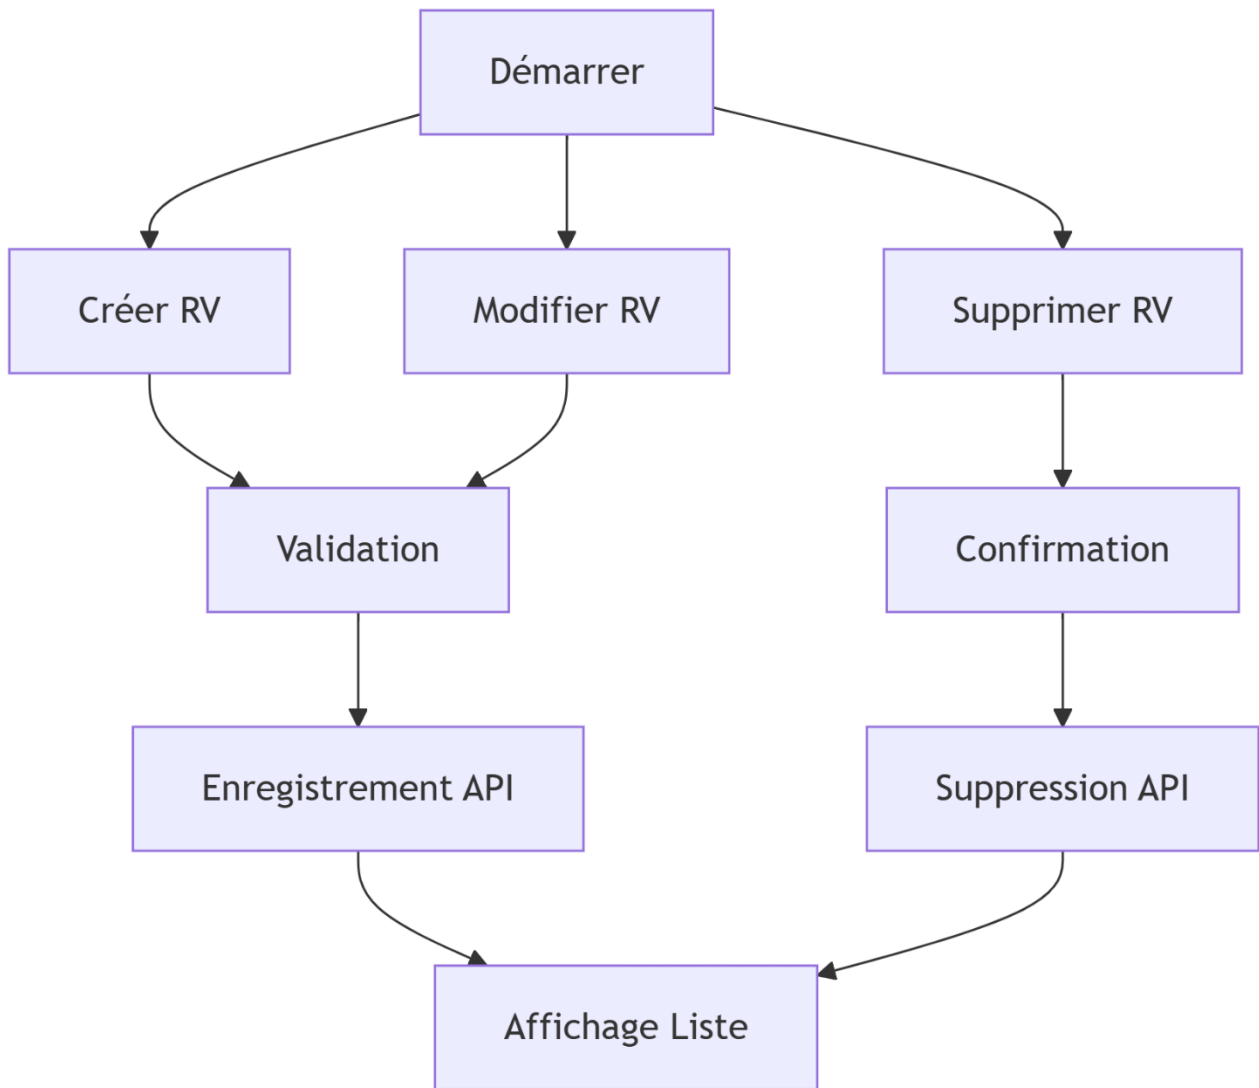 Démarrer
Créer RV
Modifier RV
Supprimer RV
Validation
Confirmation
Enregistrement API
Suppression API
Affichage Liste